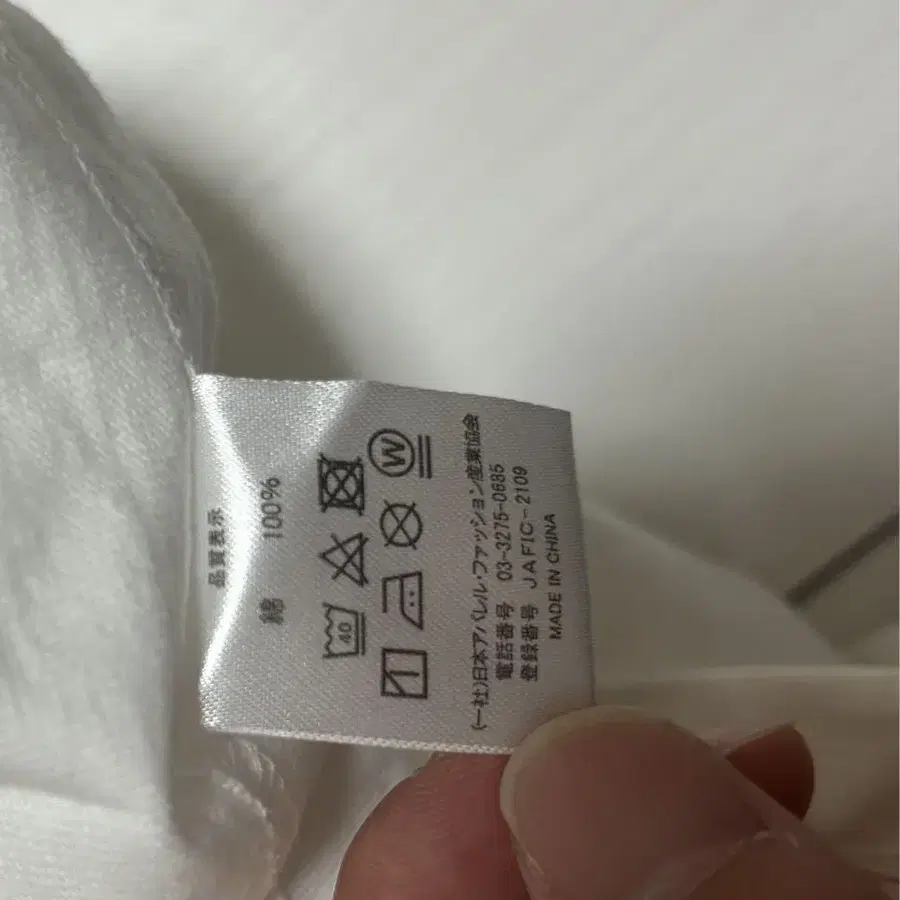 品質表示
綿 100%
40
W
(一社)日本アパレル・ファッション産業協会
電話番号 03-3275-0685
登録番号 JAFIC-2109
MADE IN CHINA